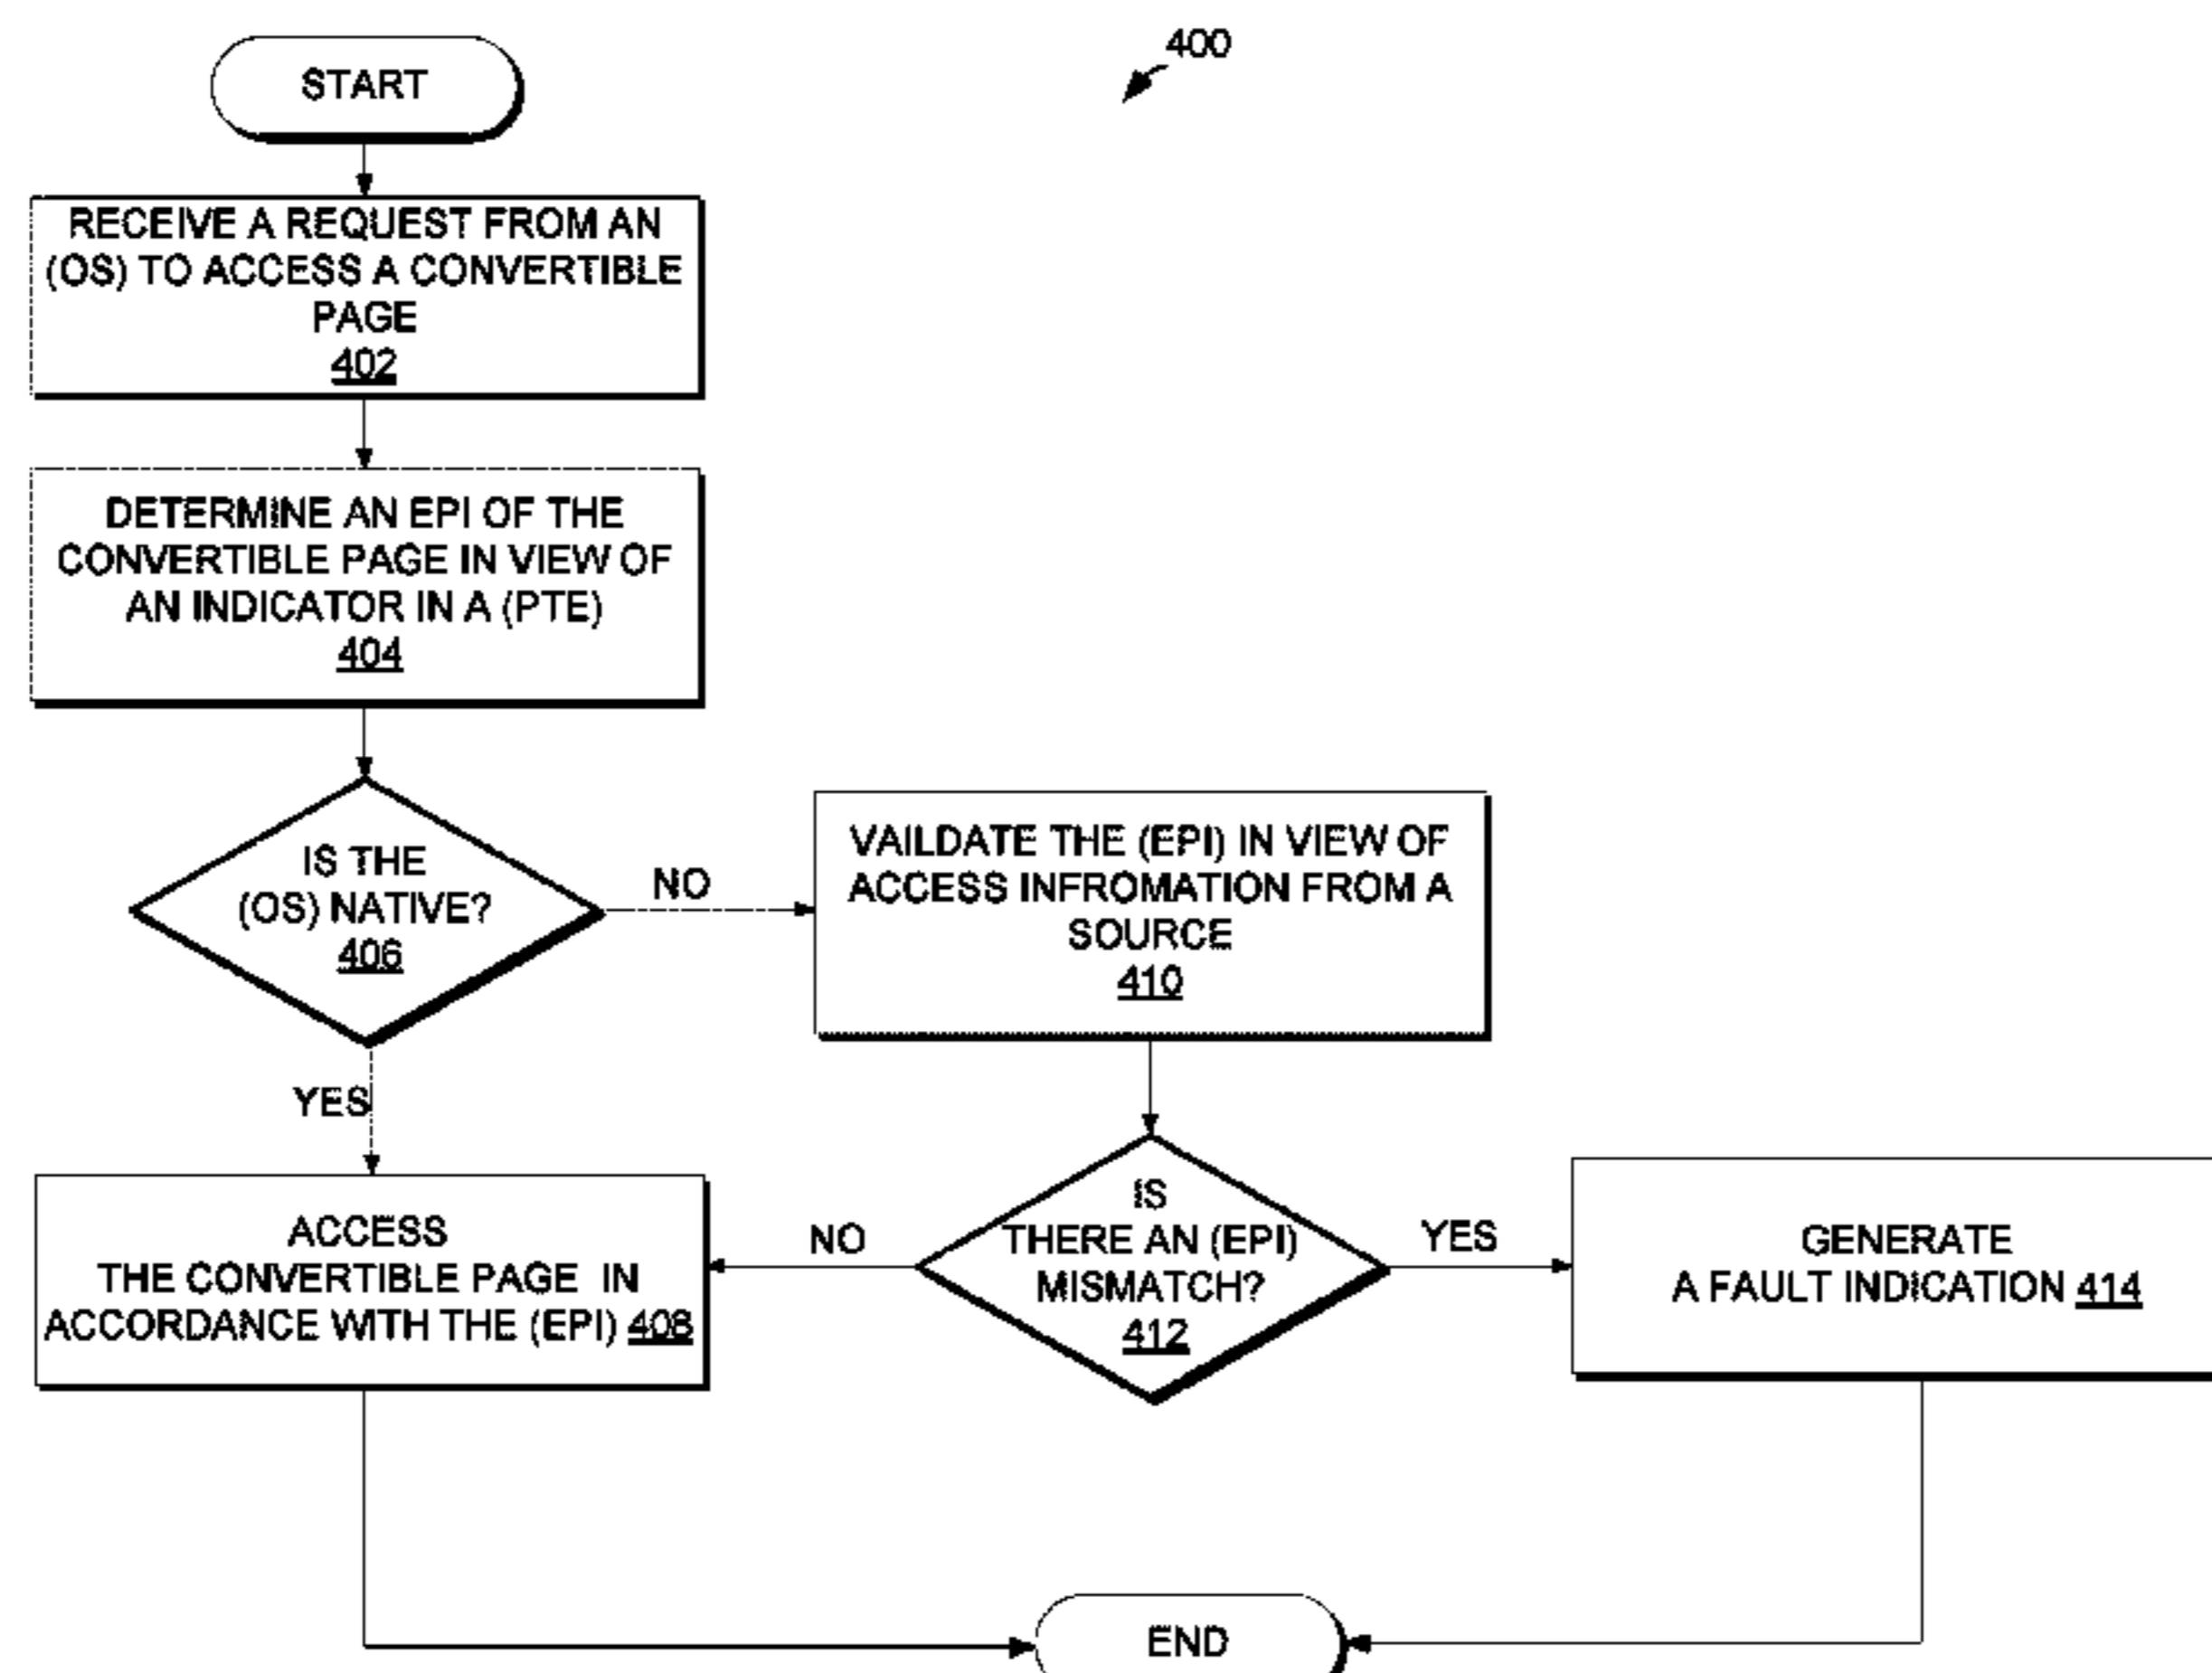 400
START
RECEIVE A REQUEST FROM AN
(OS) TO ACCESS A CONVERTIBLE
PAGE
402
DETERMINE AN EPI OF THE
CONVERTIBLE PAGE IN VIEW OF
AN INDICATOR IN A (PTE)
404
IS THE
(OS) NATIVE?
406
NO
YES
VAILDATE THE (EPI) IN VIEW OF
ACCESS INFROMATION FROM A
SOURCE
410
ACCESS
THE CONVERTIBLE PAGE IN
ACCORDANCE WITH THE (EPI) 408
NO
IS
THERE AN (EPI)
MISMATCH?
412
YES
GENERATE
A FAULT INDICATION 414
END